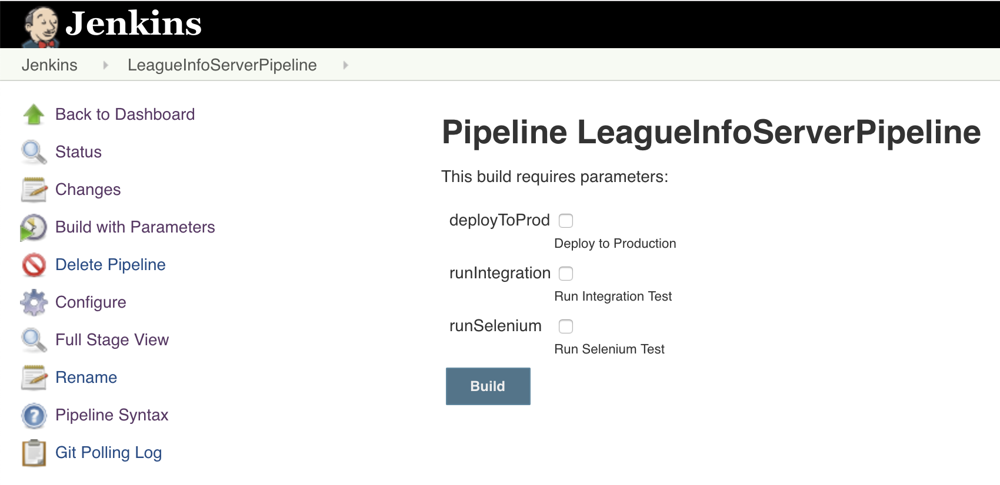 Jenkins
Jenkins LeagueInfoServerPipeline
Back to Dashboard
Status
Changes
Build with Parameters
Delete Pipeline
Configure
Full Stage View
Rename
Pipeline Syntax
Git Polling Log
Pipeline LeagueInfoServerPipeline
This build requires parameters:
deployToProd
Deploy to Production
runIntegration
Run Integration Test
runSelenium
Run Selenium Test
Build